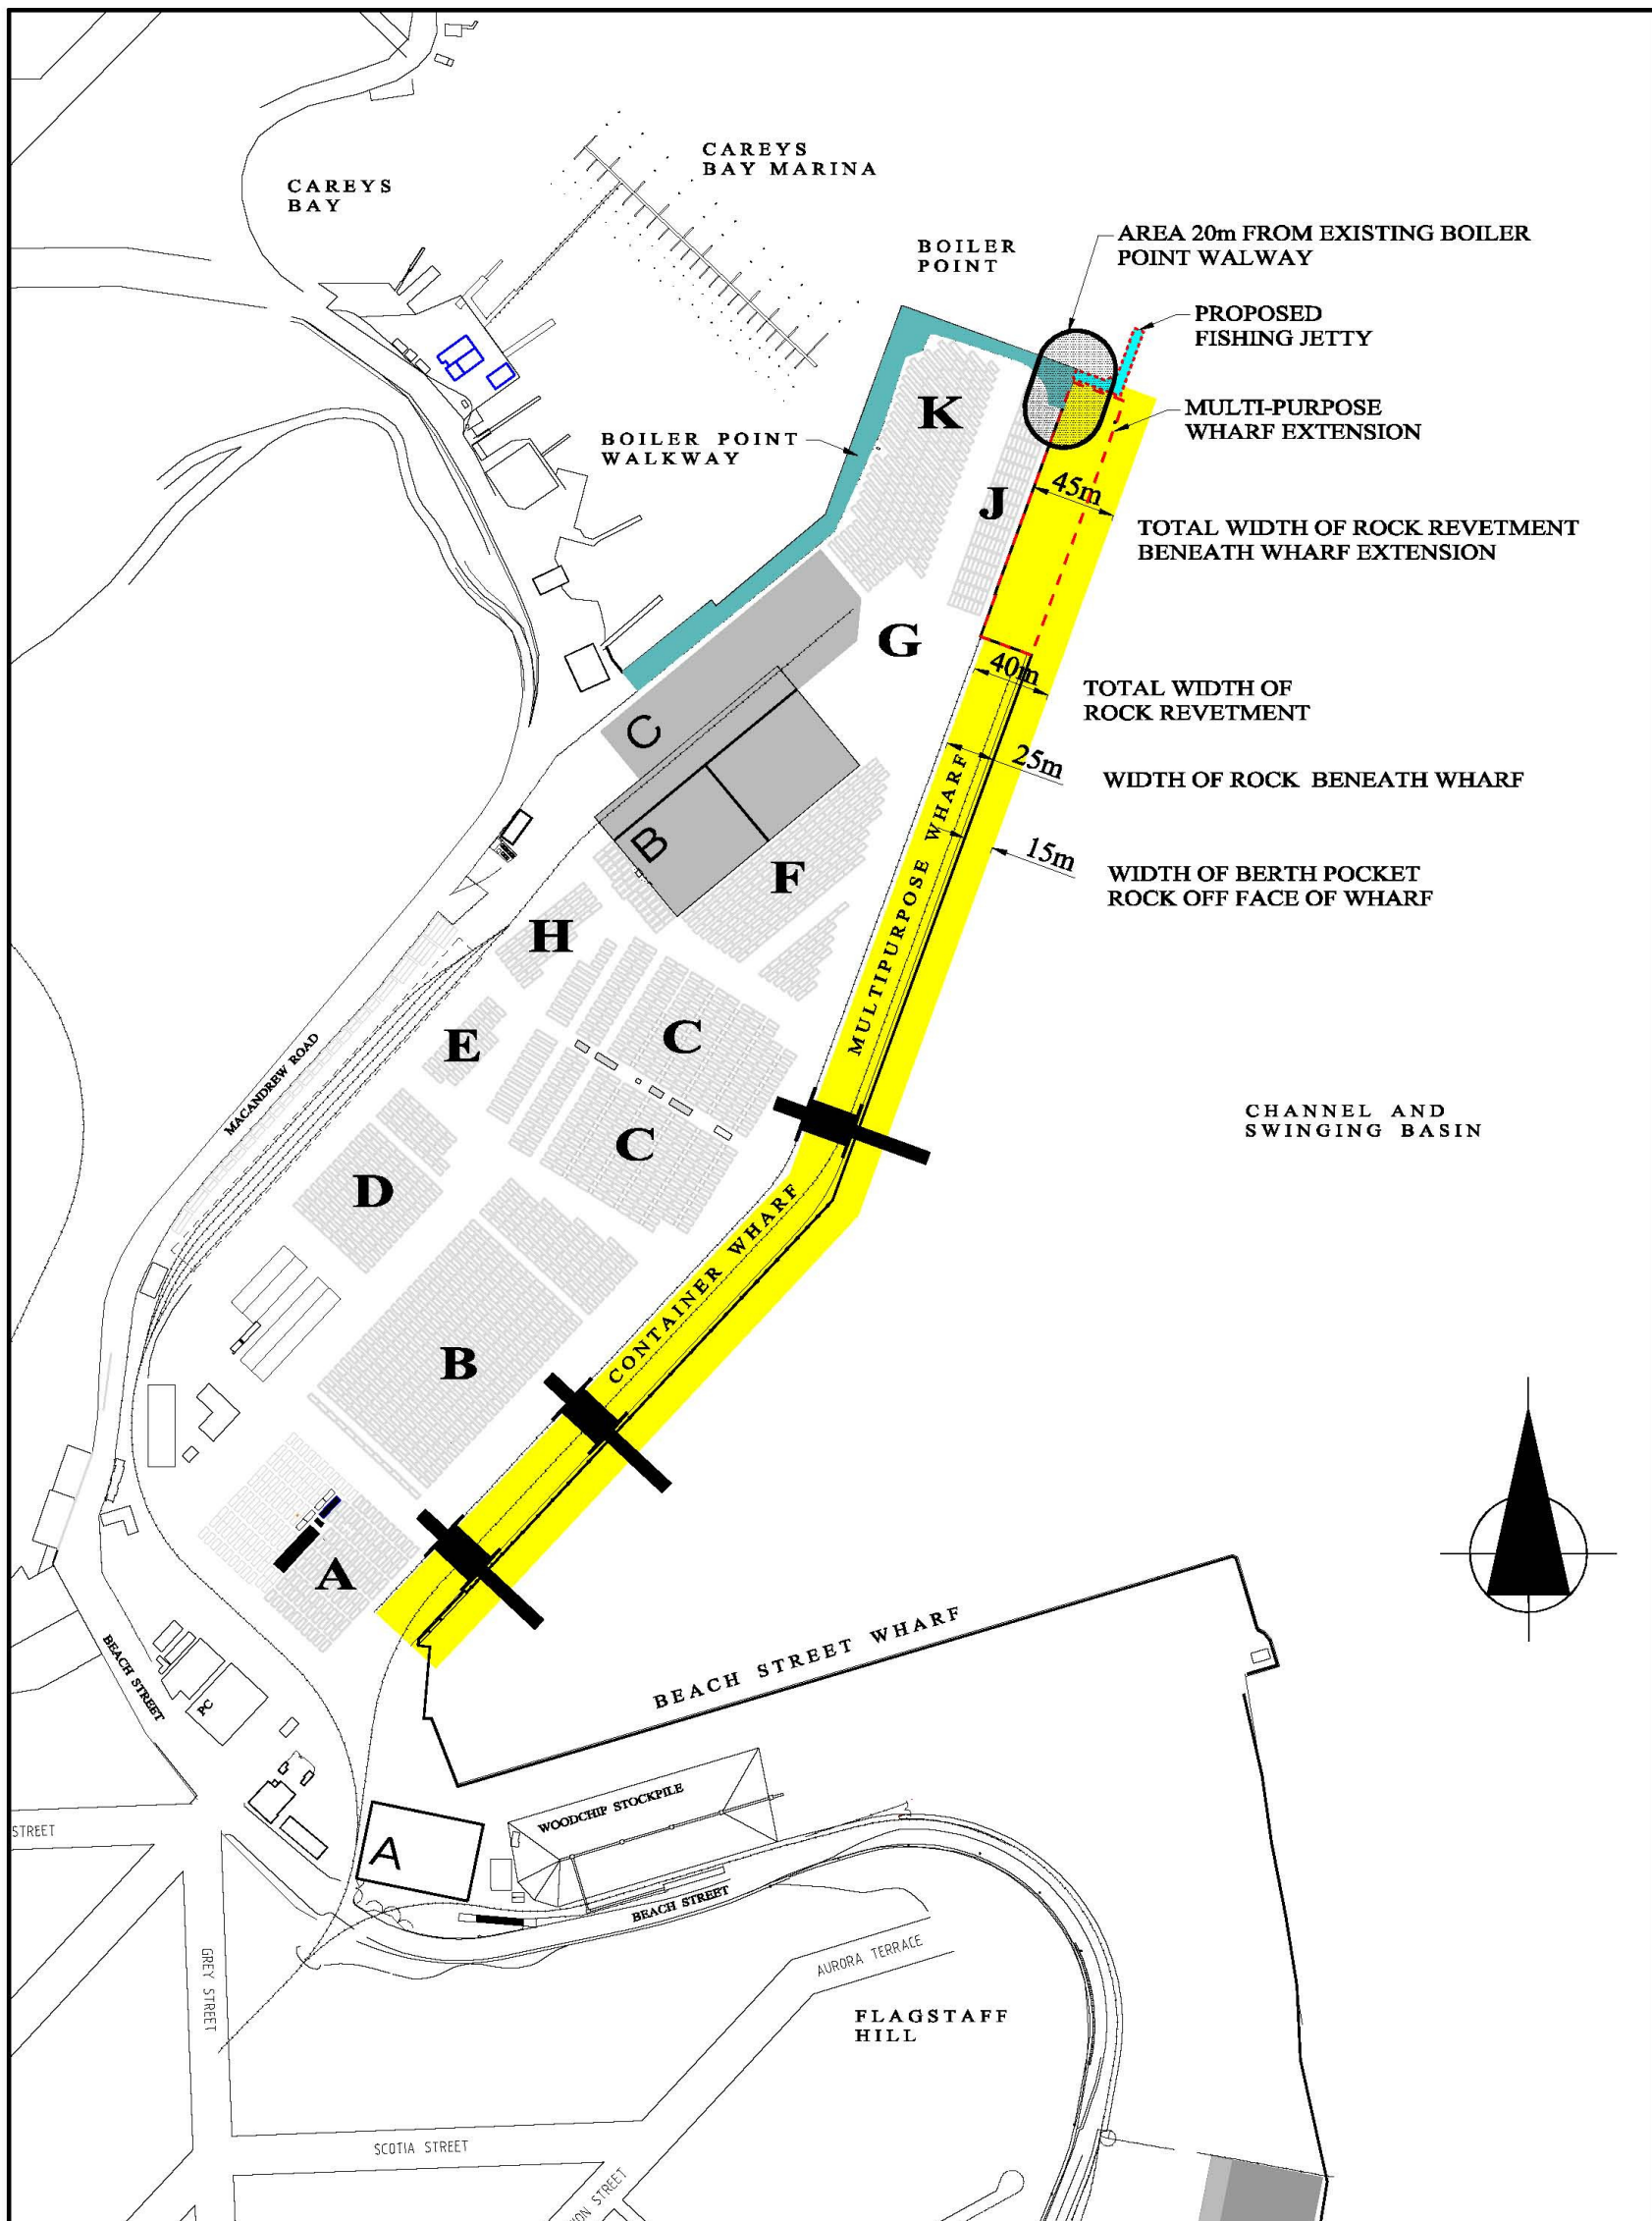 CAREYS
BAY MARINA
CAREYS
BAY
BOILER
POINT
AREA 20m FROM EXISTING BOILER
POINT WALWAY
PROPOSED
FISHING JETTY
MULTI-PURPOSE
WHARF EXTENSION
K
BOILER POINT
WALKWAY
J
45m
TOTAL WIDTH OF ROCK REVETMENT
BENEATH WHARF EXTENSION
G
40m
TOTAL WIDTH OF
ROCK REVETMENT
C
25m
WIDTH OF ROCK BENEATH WHARF
B
F
15m
WIDTH OF BERTH POCKET
ROCK OFF FACE OF WHARF
MULTIPURPOSE WHARF
H
E
C
MACANDREW ROAD
CHANNEL AND
SWINGING BASIN
C
D
CONTAINER WHARF
B
A
BEACH STREET WHARF
BEACH STREET
PC
WOODCHIP STOCKPILE
STREET
A
BEACH STREET
AURORA TERRACE
GREY STREET
FLAGSTAFF
HILL
SCOTIA STREET
STREET